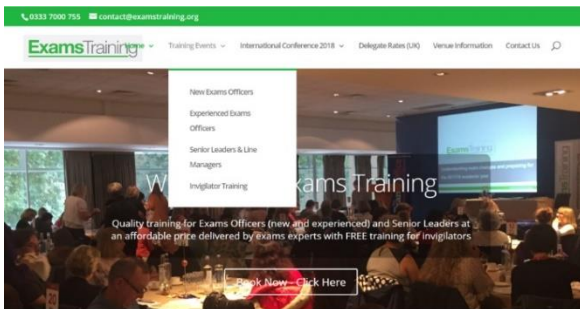 0333 7000 755 contact@examstraining.org
ExamsTraining
Home Training Events International Conference 2018 Delegate Rates (UK) Venue Information Contact Us
New Exams Officers
Experienced Exams
Officers
Senior Leaders & Line
Managers
Invigilator Training
ExamsTraining
W Exams Training
Quality training for Exams Officers (new and experienced) and Senior Leaders at
an affordable price delivered by exams experts with FREE training for invigilators
Book Now - Click Here